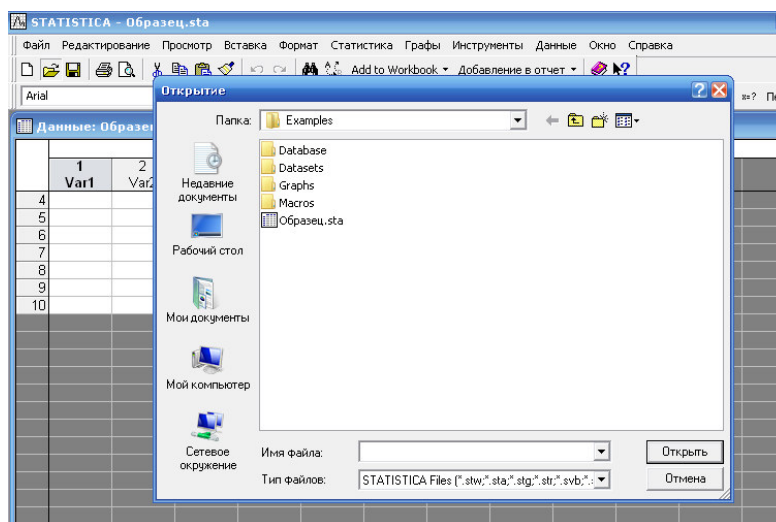 STATISTICA - Образец.sta
Файл Редактирование Просмотр Вставка Формат Статистика Графы Инструменты Данные Окно Справка
Add to Workbook Добавление в отчет
Arial
Открытие
Данные:
Папка: Examples
1 2
Var1
4
5
6
7
8
9
10
Недавние документы
Рабочий стол
Мои документы
Мой компьютер
Сетевое окружение
Database
Datasets
Graphs
Macros
Образец.sta
Имя файла:
Открыть
Тип файлов: STATISTICA Files (*.stw;*.sta;*.stg;*.str;*.svb;*.
Отмена